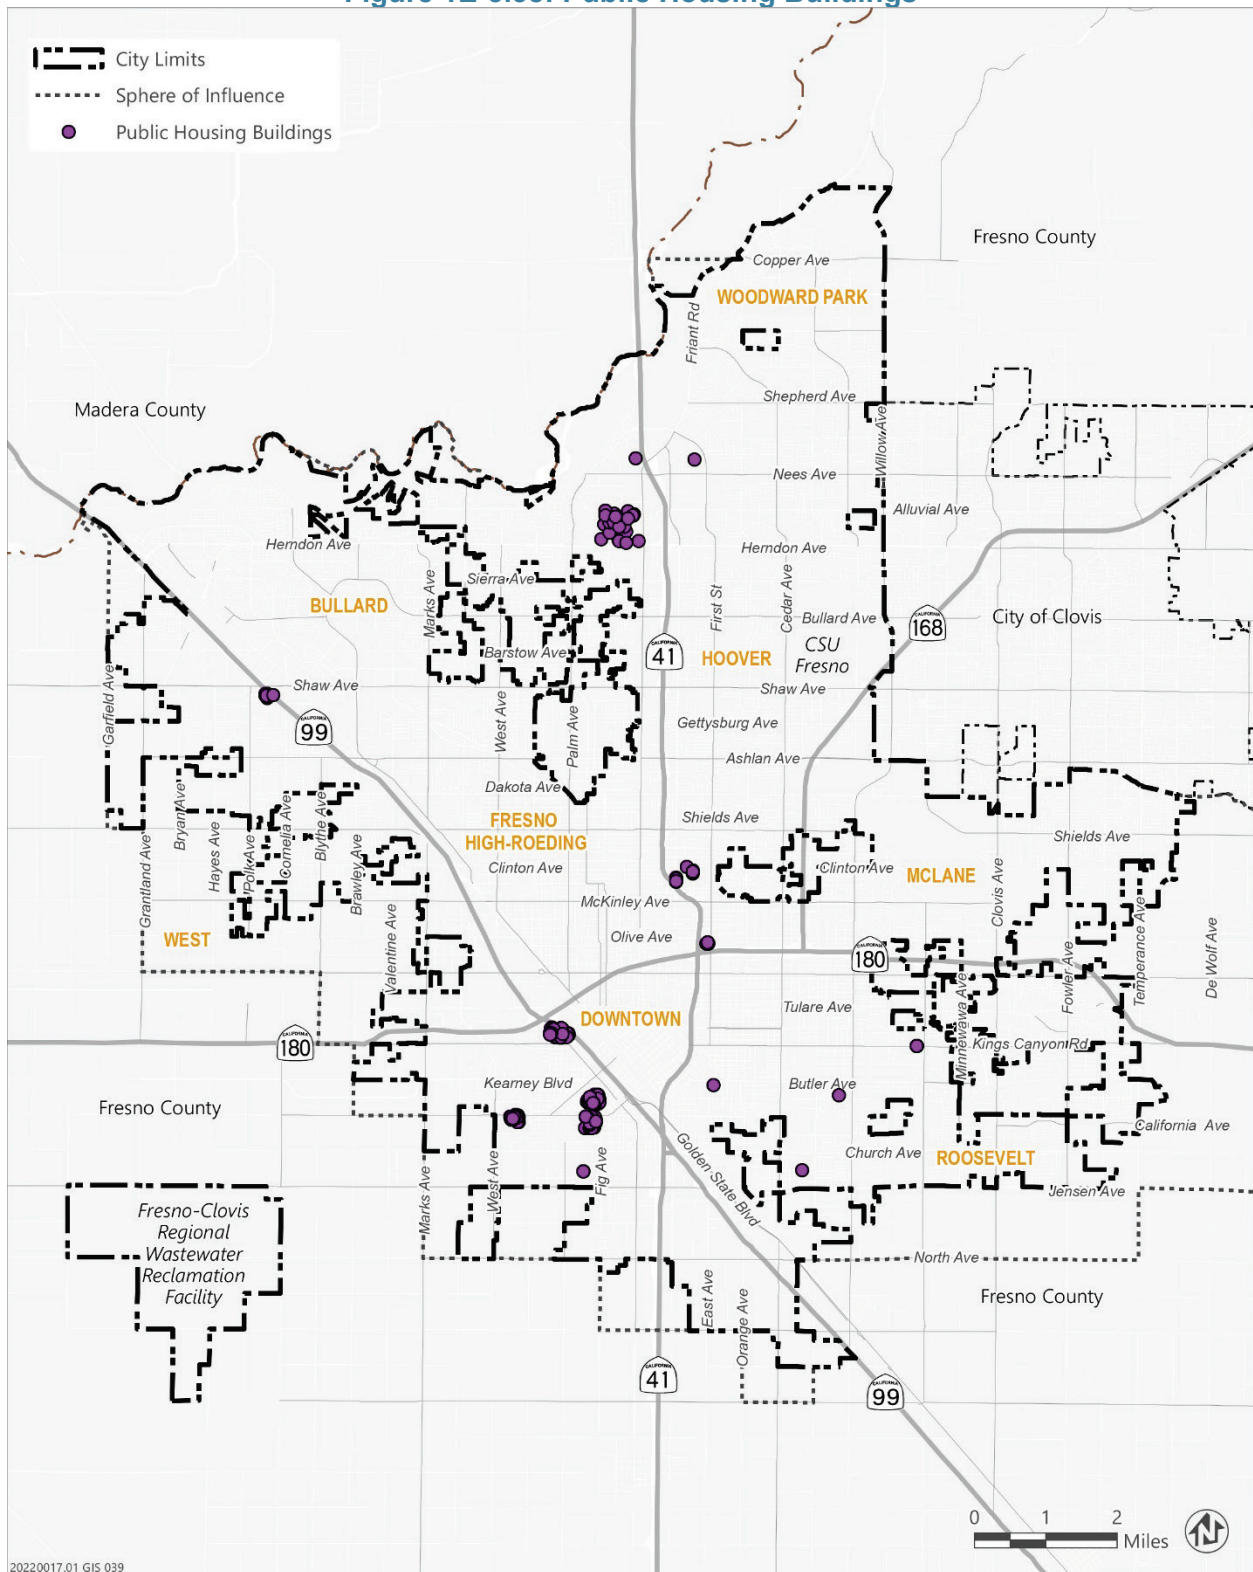 City Limits
Sphere of Influence
Public Housing Buildings
Fresno County
Copper Ave
WOODWARD PARK
Friant Rd
Madera County
Shepherd Ave
Willow Ave
Nees Ave
Alluvial Ave
Herndon Ave
Herndon Ave
Sierra Ave
BULLARD
Marks Ave
First St
Cedar Ave
Bullard Ave
CALIFORNIA
168
City of Clovis
CALIFORNIA
41
HOOVER
CSU
Fresno
Barstow Ave
Garfield Ave
Shaw Ave
Shaw Ave
CALIFORNIA
99
West Ave
Palm Ave
Gettysburg Ave
Ashlan Ave
Dakota Ave
Bryan Ave
Hayes Ave
Polk Ave
Cornelia Ave
Blythe Ave
Brawley Ave
Grantland Ave
FRESNO
HIGH-ROEDING
Shields Ave
Shields Ave
Clinton Ave
Clinton Ave
MCLANE
Clovis Ave
McKinley Ave
WEST
Valentine Ave
Olive Ave
CALIFORNIA
180
Fowler Ave
Temperance Ave
De Wolf Ave
DOWNTOWN
Tulare Ave
Minnewawa Ave
Kings Canyon Rd
CALIFORNIA
180
Kearney Blvd
Butler Ave
Fresno County
California Ave
Golden State Blvd
Church Ave
ROOSEVELT
Marks Ave
West Ave
Fig Ave
Jensen Ave
Fresno-Clovis
Regional
Wastewater
Reclamation
Facility
North Ave
East Ave
Orange Ave
Fresno County
CALIFORNIA
41
CALIFORNIA
99
0 1 2
Miles
N
20220017.01 GIS 039